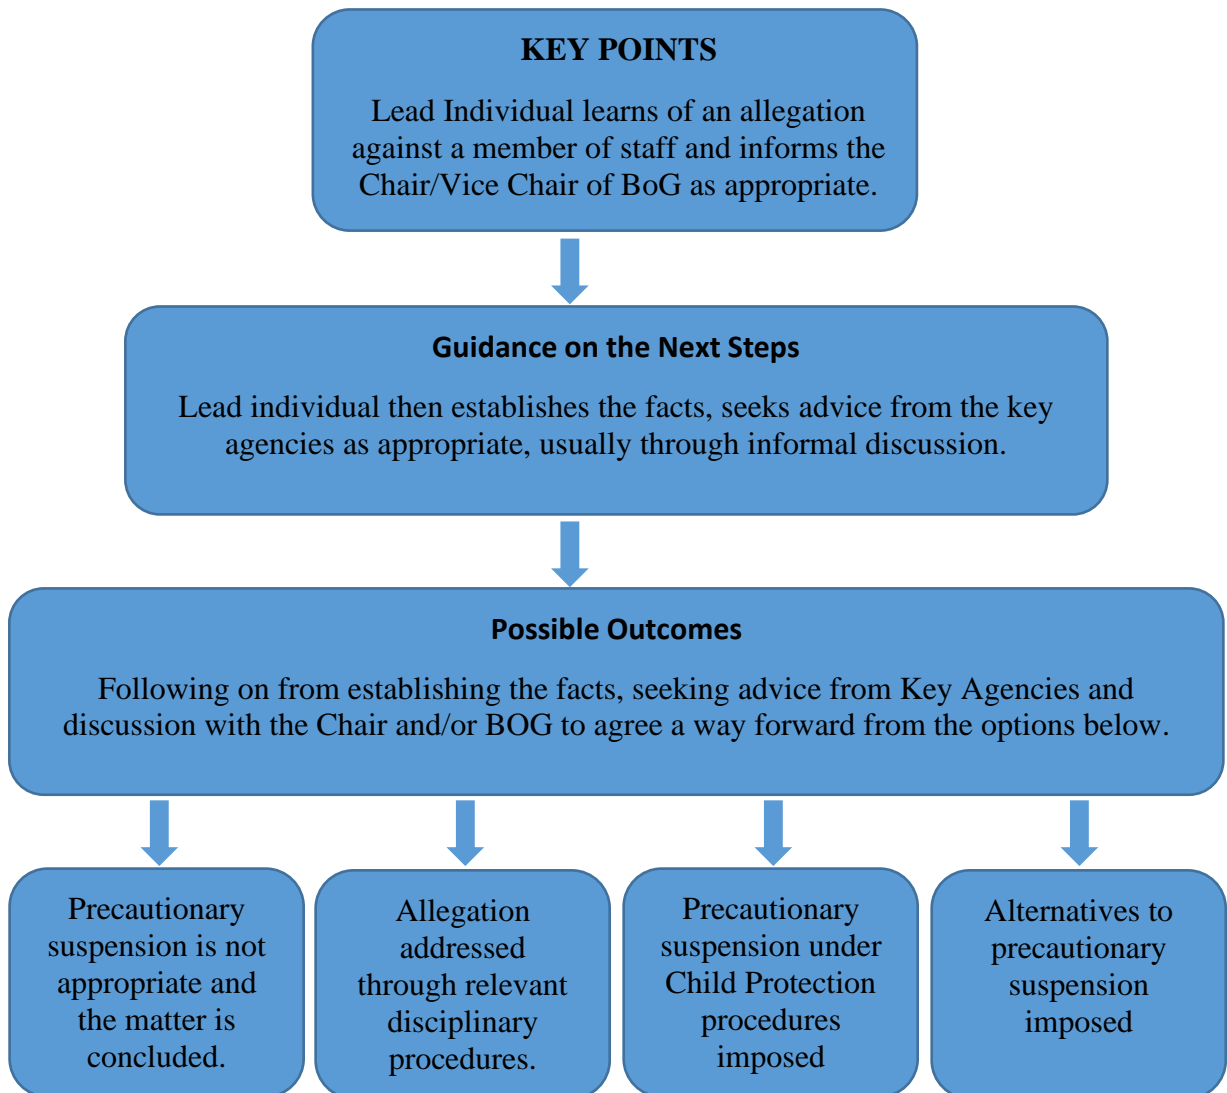 KEY POINTS
Lead Individual learns of an allegation
against a member of staff and informs the
Chair/Vice Chair of BoG as appropriate.
Guidance on the Next Steps
Lead individual then establishes the facts, seeks advice from the key
agencies as appropriate, usually through informal discussion.
Possible Outcomes
Following on from establishing the facts, seeking advice from Key Agencies and
discussion with the Chair and/or BOG to agree a way forward from the options below.
Precautionary
suspension is not
appropriate and
the matter is
concluded.
Allegation
addressed
through relevant
disciplinary
procedures.
Precautionary
suspension under
Child Protection
procedures
imposed
Alternatives to
precautionary
suspension
imposed